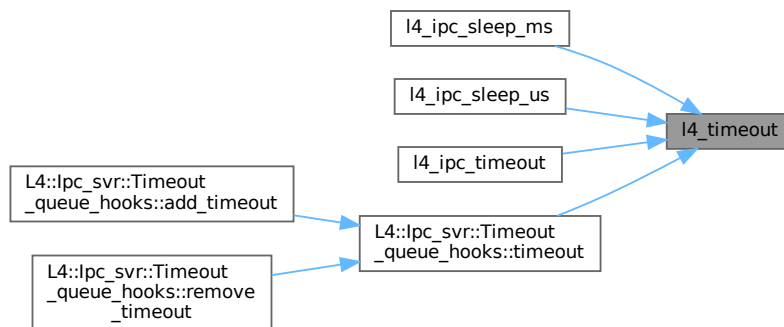 l4_ipc_sleep_ms
l4_ipc_sleep_us
l4_timeout
l4_ipc_timeout
L4::Ipc_svr::Timeout
_queue_hooks::add_timeout
L4::Ipc_svr::Timeout
_queue_hooks::timeout
L4::Ipc_svr::Timeout
_queue_hooks::remove
_timeout